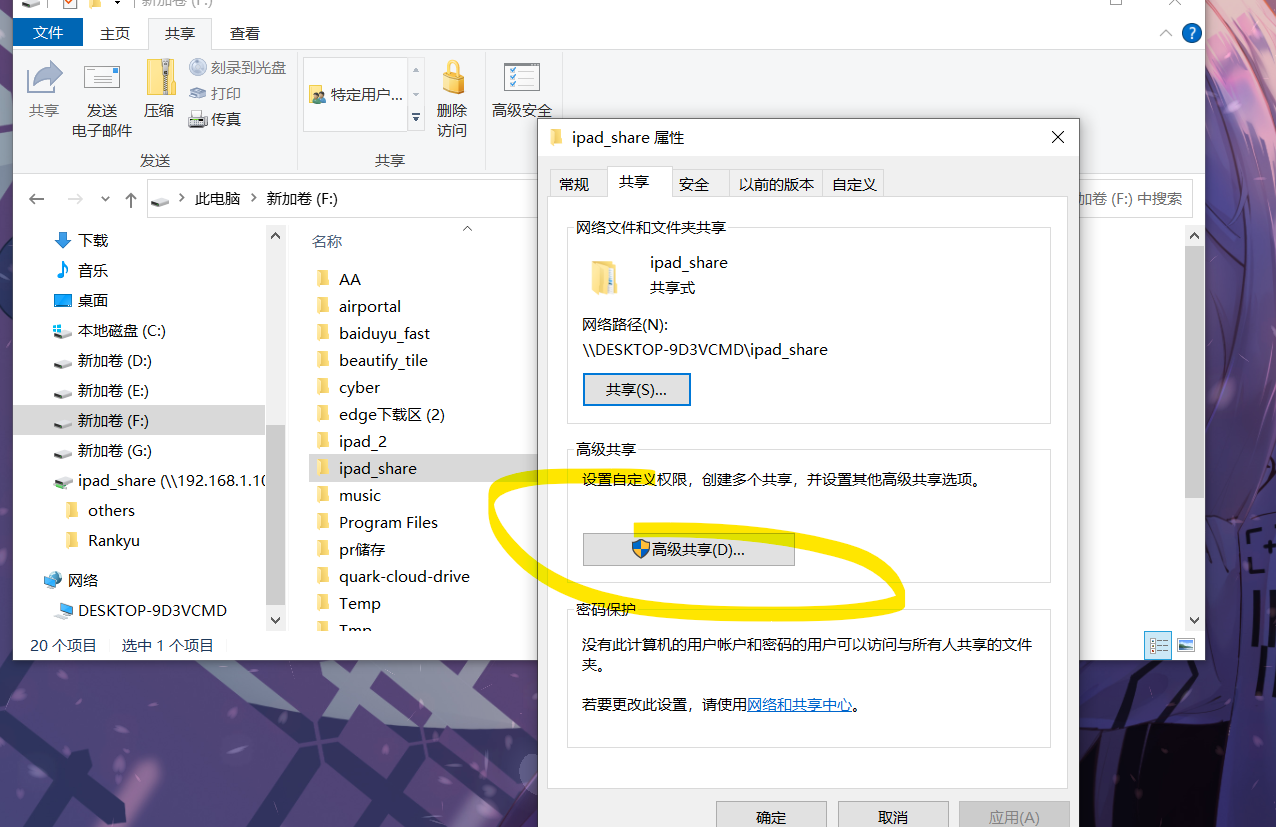 新加卷 (F:)
文件
主页
共享
查看
共享
发送
电子邮件
压缩
刻录到光盘
打印
传真
发送
特定用户...
删除
访问
共享
高级安全
此电脑
新加卷 (F:)
加卷 (F:) 中搜索
下载
音乐
桌面
本地磁盘 (C:)
新加卷 (D:)
新加卷 (E:)
新加卷 (F:)
新加卷 (G:)
ipad_share (\\192.168.1.10
others
Rankyu
网络
DESKTOP-9D3VCMD
名称
AA
airportal
baiduyu_fast
beautify_tile
cyber
edge下载区 (2)
ipad_2
ipad_share
music
Program Files
pr储存
quark-cloud-drive
Temp
Tmp
20 个项目
选中 1 个项目
ipad_share 属性
常规
共享
安全
以前的版本
自定义
网络文件和文件夹共享
ipad_share
共享式
网络路径(N):
\\DESKTOP-9D3VCMD\ipad_share
共享(S)...
高级共享
设置自定义权限，创建多个共享，并设置其他高级共享选项。
高级共享(D)...
密码保护
没有此计算机的用户帐户和密码的用户可以访问与所有人共享的文件
夹。
若要更改此设置，请使用网络和共享中心。
确定
取消
应用(A)